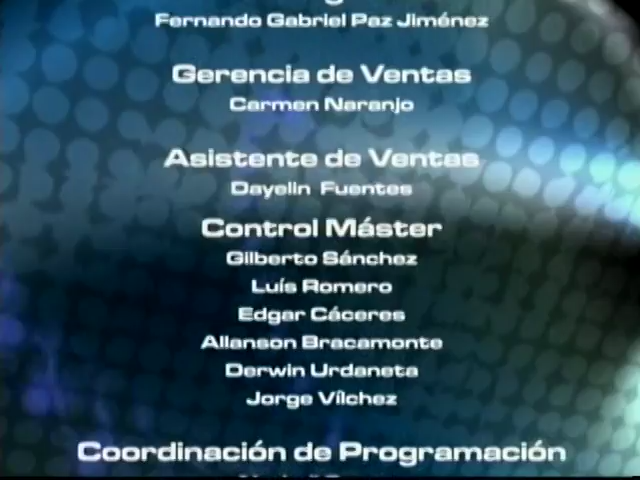 Fernando Gabriel Paz Jiménez
Gerencia de Ventas
Carmen Naranjo
Asistente de Ventas
Dayelin Fuentes
Control Máster
Gilberto Sánchez
Luís Romero
Edgar Cáceres
Allanson Bracamonte
Derwin Urdaneta
Jorge Vílchez
Coordinación de Programación